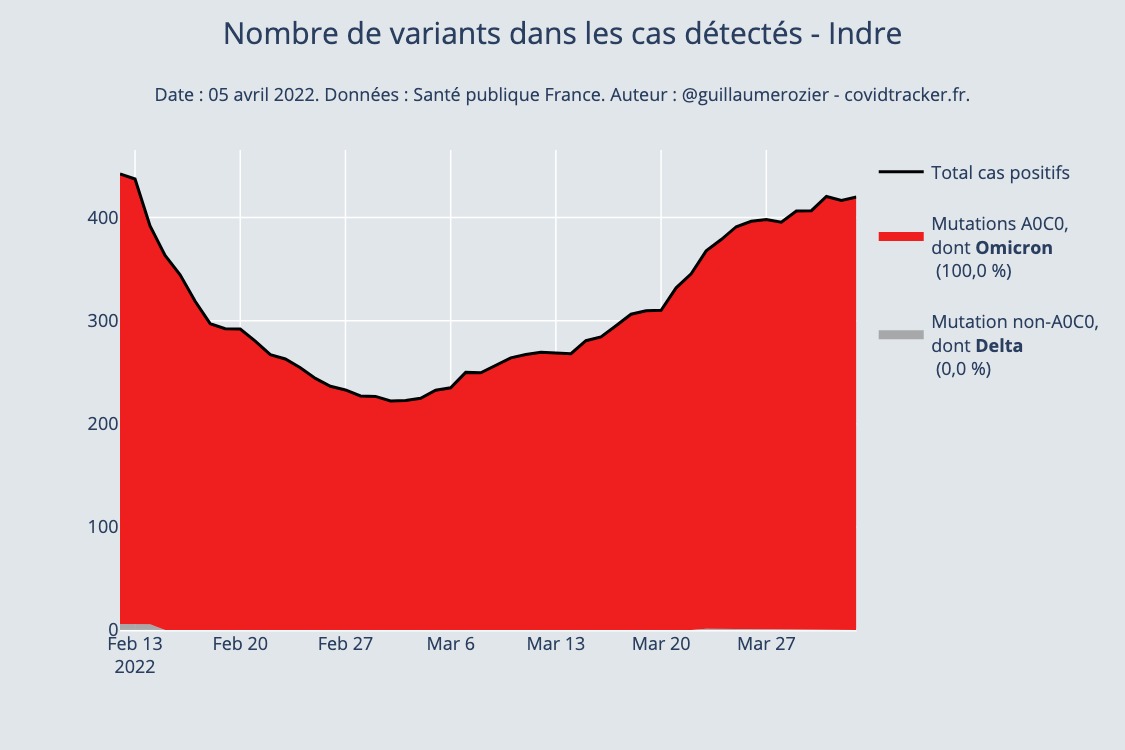 Nombre de variants dans les cas détectés - Indre
Date : 05 avril 2022. Données : Santé publique France. Auteur : @guillaumerozier - covidtracker.fr.
Total cas positifs
Mutations A0C0,
dont Omicron
(100,0 %)
Mutation non-A0C0,
dont Delta
(0,0 %)
400
300
200
100
0
Feb 13 Feb 20 Feb 27 Mar 6 Mar 13 Mar 20 Mar 27
2022